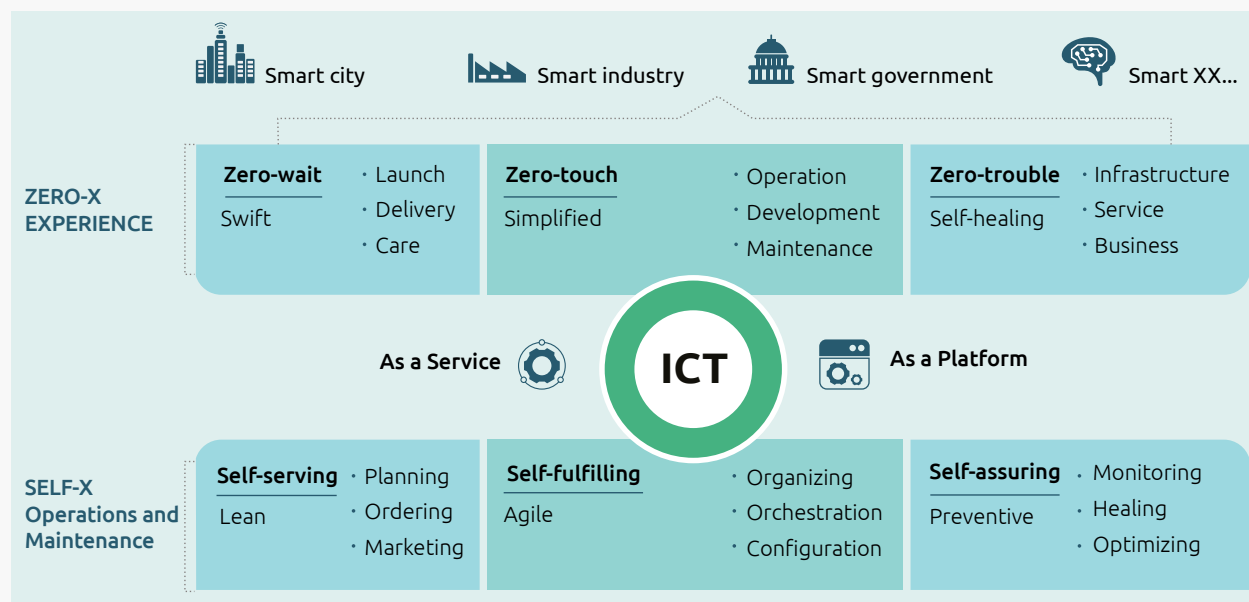 Smart city
Smart industry
Smart government
Smart XX...
ZERO-X
EXPERIENCE
Zero-wait
Swift
· Launch
· Delivery
· Care
Zero-touch
Simplified
· Operation
· Development
· Maintenance
Zero-trouble
Self-healing
· Infrastructure
· Service
· Business
As a Service
ICT
As a Platform
SELF-X
Operations and
Maintenance
Self-serving
Lean
· Planning
· Ordering
· Marketing
Self-fulfilling
Agile
· Organizing
· Orchestration
· Configuration
Self-assuring
Preventive
· Monitoring
· Healing
· Optimizing